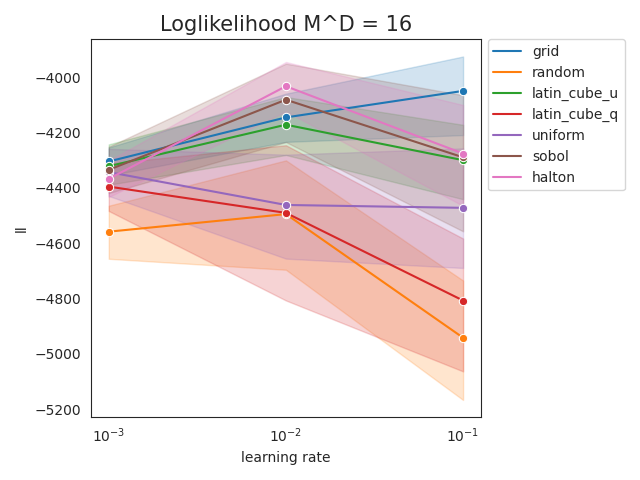 Loglikelihood M^D = 16
grid
random
latin_cube_u
latin_cube_q
uniform
sobol
halton
−4000
−4200
−4400
−4600
−4800
−5000
−5200
ll
10⁻³ 10⁻² 10⁻¹
learning rate